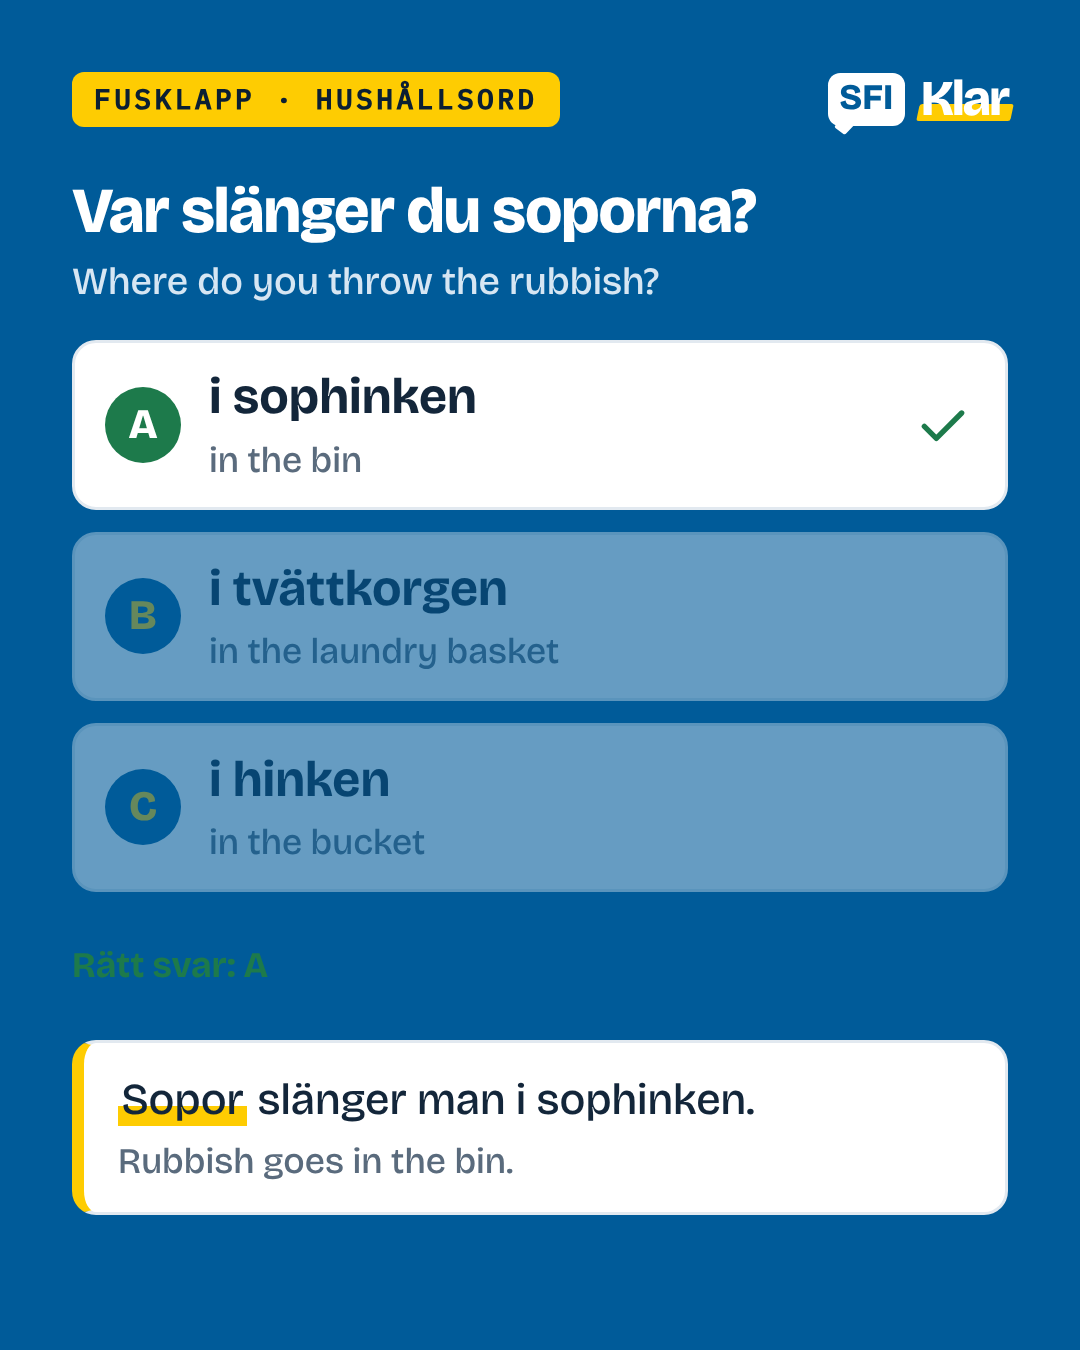 FUSKLAPP · HUSHÅLLSORD
SFI Klar
Var slänger du soporna?
Where do you throw the rubbish?
A
i sophinken
in the bin
B
i tvättkorgen
in the laundry basket
C
i hinken
in the bucket
Rätt svar: A
Sopor slänger man i sophinken.
Rubbish goes in the bin.